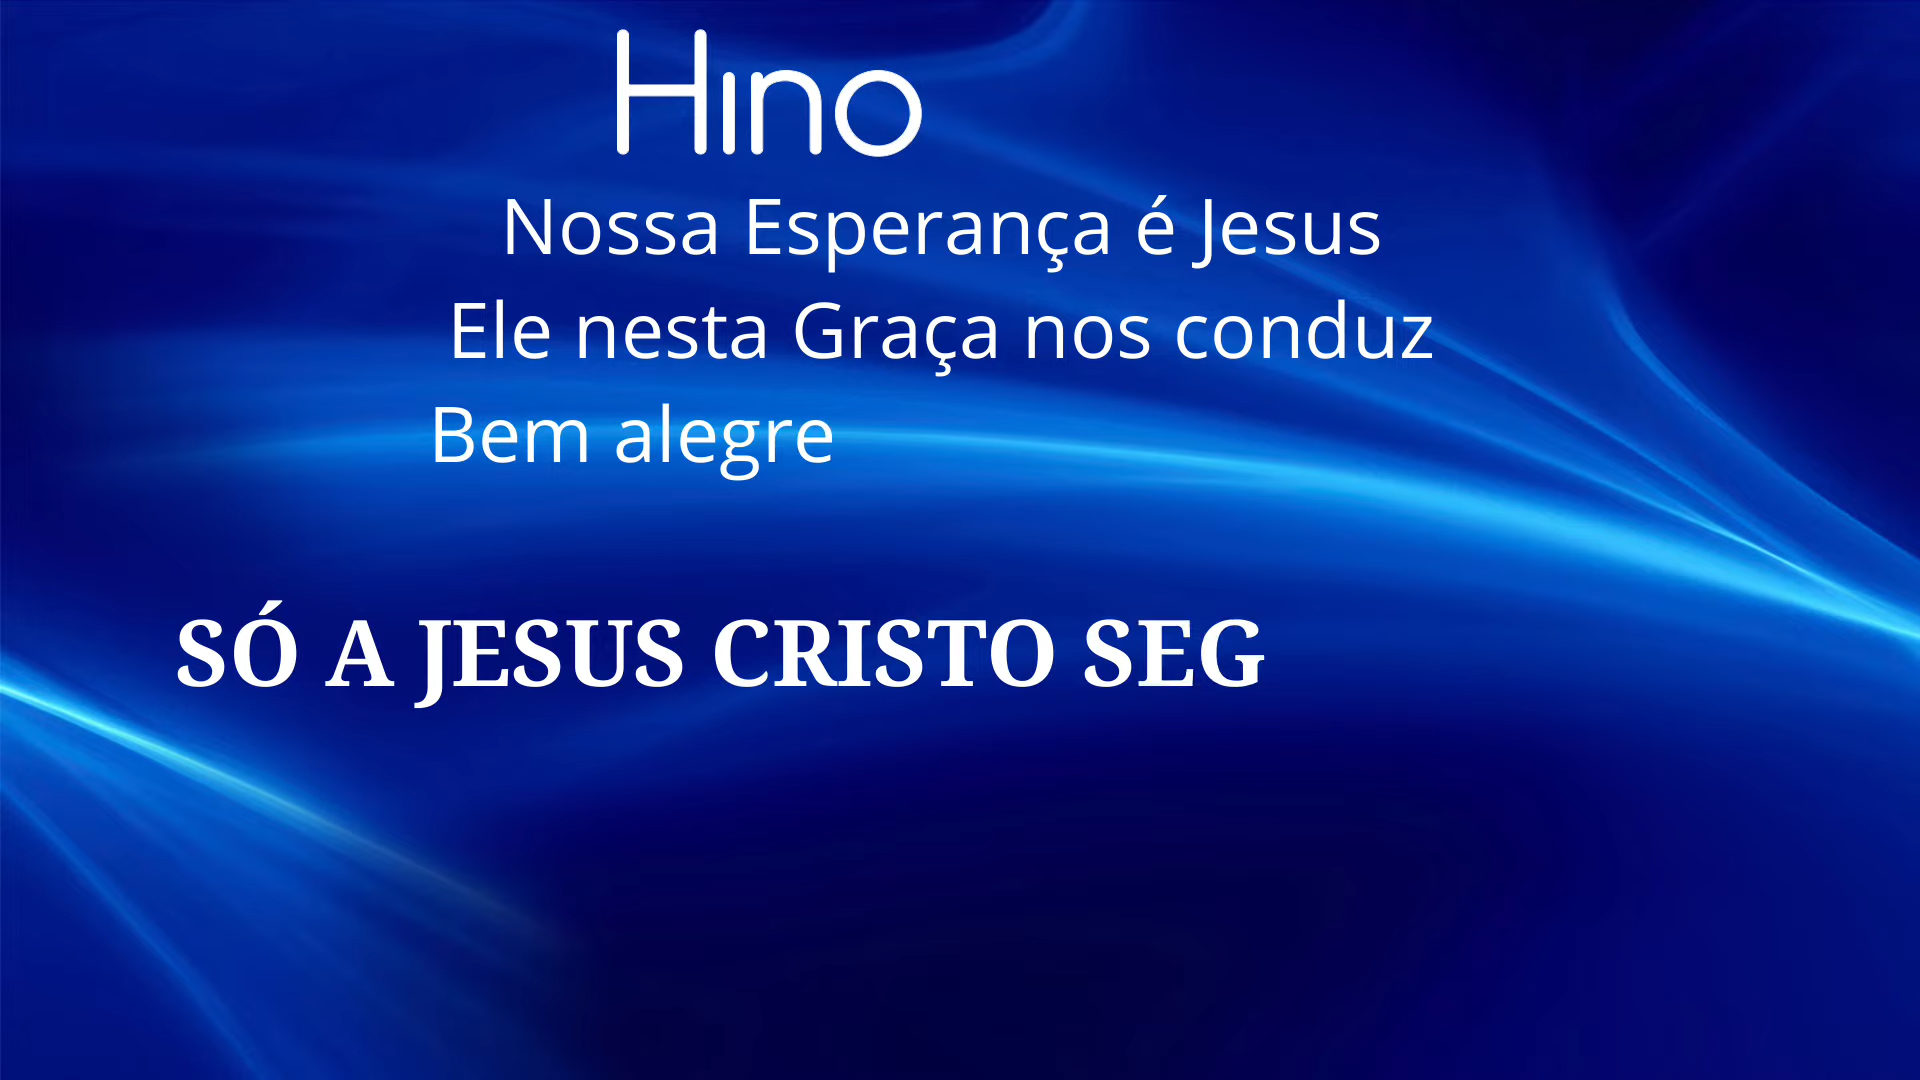 Hino
Nossa Esperança é Jesus
Ele nesta Graça nos conduz
Bem alegre
SÓ A JESUS CRISTO SEG